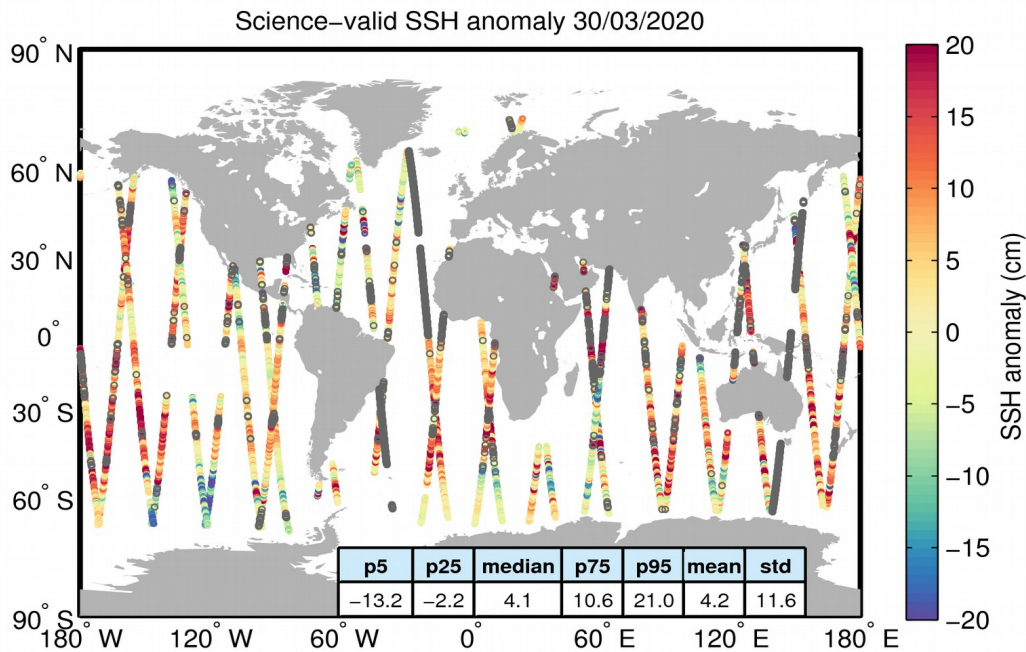 Science−valid SSH anomaly 30/03/2020
90° N
60° N
30° N
0°
30° S
60° S
90° S
180° W
120° W
60° W
0°
60° E
120° E
180° E
p5 p25 median p75 p95 mean std
−13.2 −2.2 4.1 10.6 21.0 4.2 11.6
20
15
10
5
0
−5
−10
−15
−20
SSH anomaly (cm)